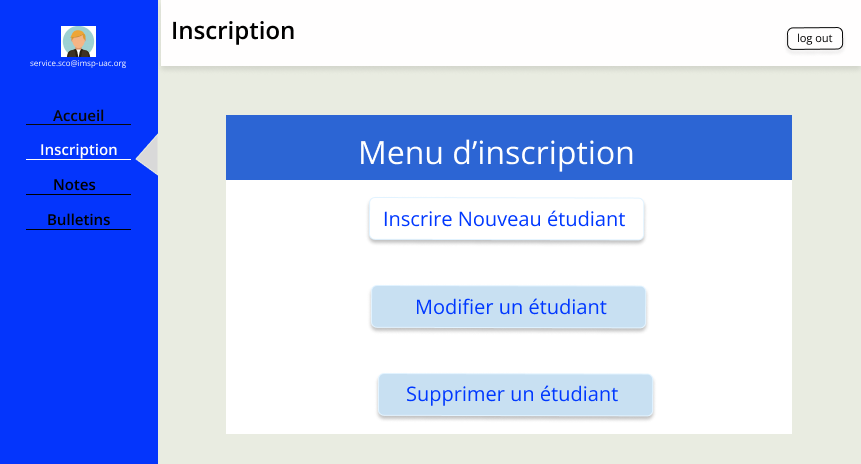 Inscription
log out
service.sco@imsp-uac.org
Accueil
Inscription
Notes
Bulletins
Menu d’inscription
Inscrire Nouveau étudiant
Modifier un étudiant
Supprimer un étudiant